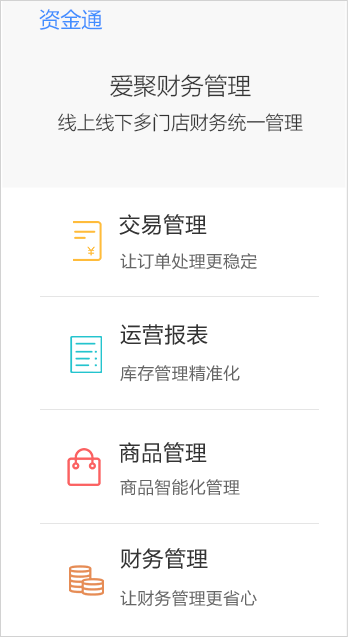 资金通
爱聚财务管理
线上线下多门店财务统一管理
交易管理
让订单处理更稳定
运营报表
库存管理精准化
商品管理
商品智能化管理
财务管理
让财务管理更省心